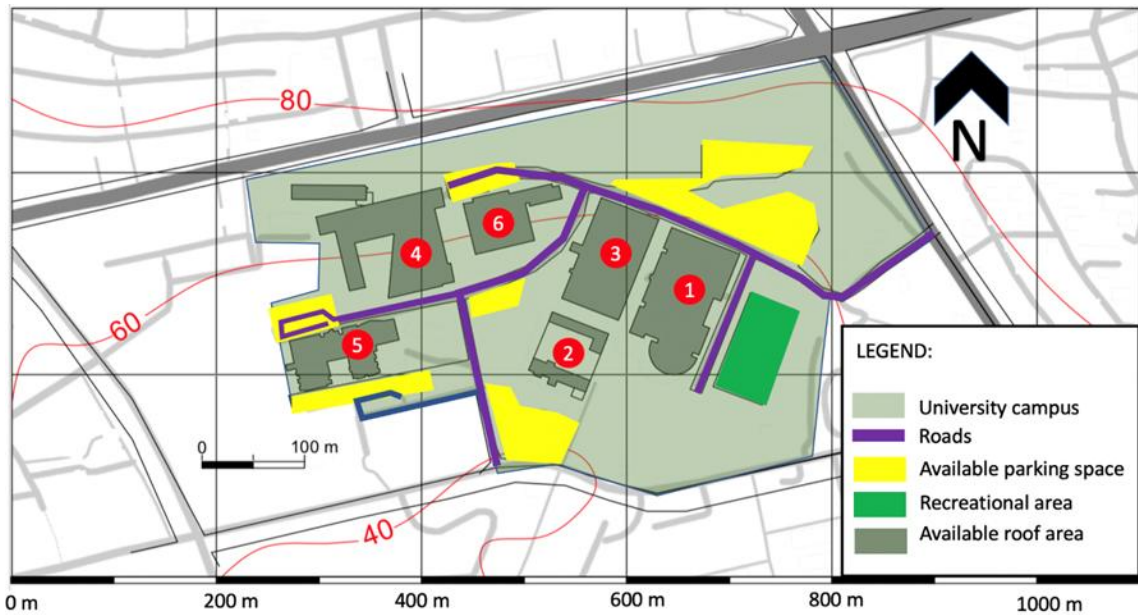 80
N
6
4
3
1
60
5
2
LEGEND:
University campus
Roads
Available parking space
Recreational area
Available roof area
0
100 m
40
0 m
200 m
400 m
600 m
800 m
1000 m